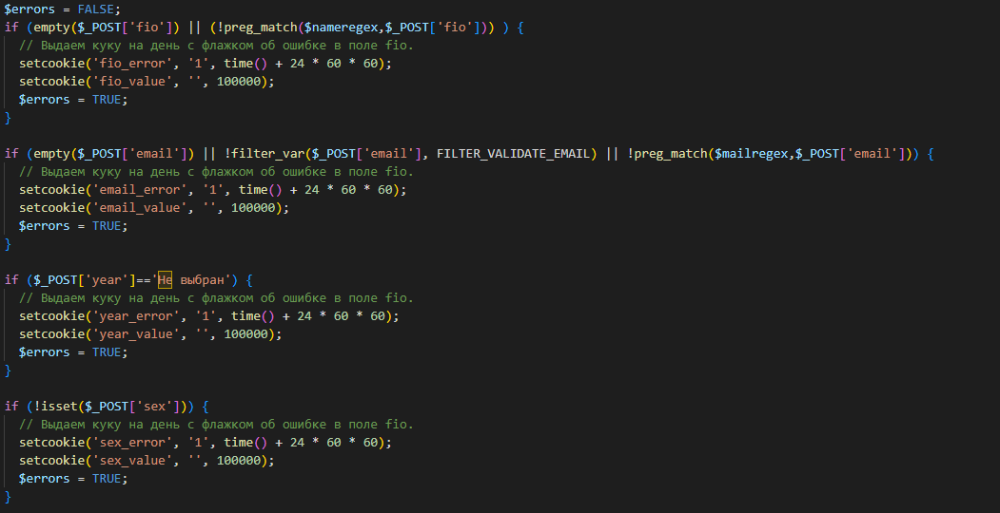 $errors = FALSE;
if (empty($_POST['fio']) || (!preg_match($nameregex,$_POST['fio'])) ) {
  // Выдаем куку на день с флажком об ошибке в поле fio.
  setcookie('fio_error', '1', time() + 24 * 60 * 60);
  setcookie('fio_value', '', 100000);
  $errors = TRUE;
}

if (empty($_POST['email']) || !filter_var($_POST['email'], FILTER_VALIDATE_EMAIL) || !preg_match($mailregex,$_POST['email'])) {
  // Выдаем куку на день с флажком об ошибке в поле fio.
  setcookie('email_error', '1', time() + 24 * 60 * 60);
  setcookie('email_value', '', 100000);
  $errors = TRUE;
}

if ($_POST['year']=='Не выбран') {
  // Выдаем куку на день с флажком об ошибке в поле fio.
  setcookie('year_error', '1', time() + 24 * 60 * 60);
  setcookie('year_value', '', 100000);
  $errors = TRUE;
}

if (!isset($_POST['sex'])) {
  // Выдаем куку на день с флажком об ошибке в поле fio.
  setcookie('sex_error', '1', time() + 24 * 60 * 60);
  setcookie('sex_value', '', 100000);
  $errors = TRUE;
}